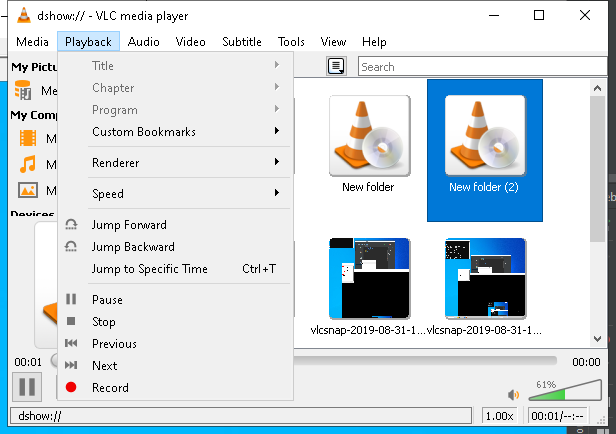 dshow:// - VLC media player
Media Playback Audio Video Subtitle Tools View Help
My Pictu
Me
My Comp
M
M
M
Devices
Title
Chapter
Program
Custom Bookmarks
Renderer
Speed
Jump Forward
Jump Backward
Jump to Specific Time Ctrl+T
Pause
Stop
Previous
Next
Record
Search
New folder
New folder (2)
vlcsnap-2019-08-31-1...
vlcsnap-2019-08-31-1...
00:01
00:00
61%
dshow://
1.00x
00:01/--:--